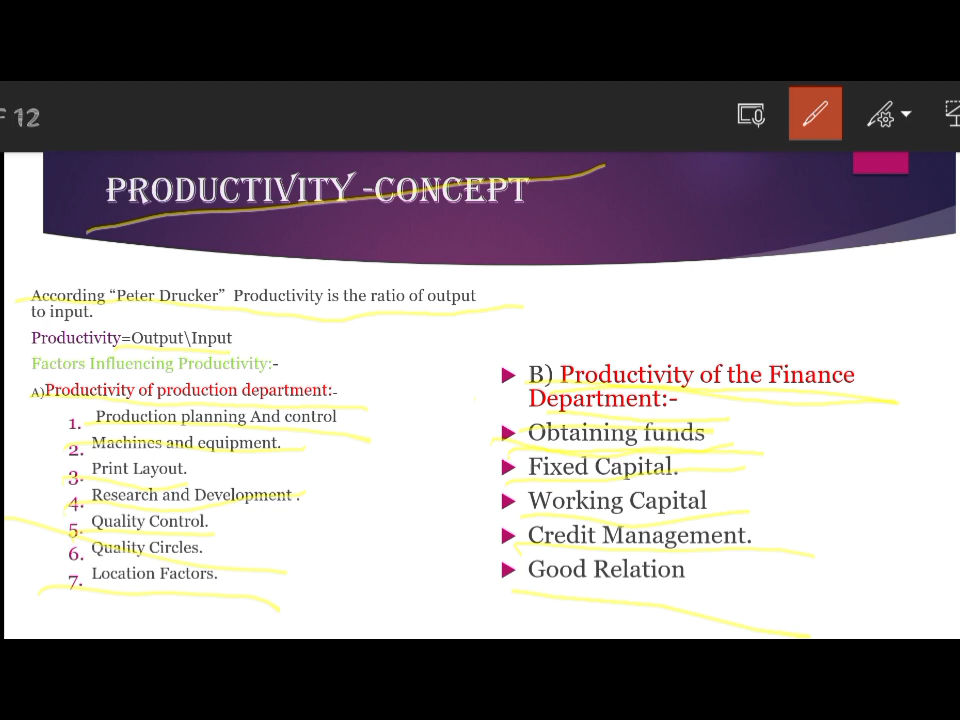 12
PRODUCTIVITY -CONCEPT
According “Peter Drucker” Productivity is the ratio of output
to input.
Productivity=Output\Input
Factors Influencing Productivity:-
A)Productivity of production department:-
1. Production planning And control
2. Machines and equipment.
3. Print Layout.
4. Research and Development .
5. Quality Control.
6. Quality Circles.
7. Location Factors.
B) Productivity of the Finance
Department:-
Obtaining funds
Fixed Capital.
Working Capital
Credit Management.
Good Relation